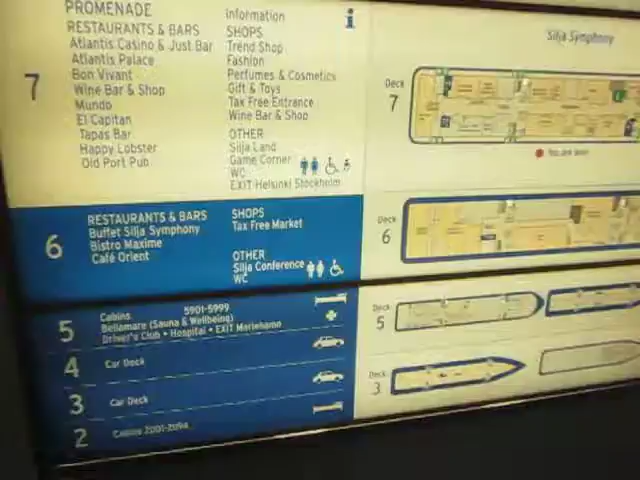 PROMENADE
RESTAURANTS & BARS
Atlantis Casino & Just Bar
Atlantis Palace
Bon Vivant
Wine Bar & Shop
Mundo
El Capitan
Tapas Bar
Happy Lobster
Old Port Pub
7
Information
SHOPS
Trend Shop
Fashion
Perfumes & Cosmetics
Gift & Toys
Tax Free Entrance
Wine Bar & Shop
OTHER
Silja Land
Game Corner
WC
EXIT Helsinki Stockholm
i
6
RESTAURANTS & BARS
Buffet Silja Symphony
Bistro Maxime
Café Orient
SHOPS
Tax Free Market
OTHER
Silja Conference
WC
5
Cabins 5901-5999
Bellamare (Sauna & Wellbeing)
Driver's Club • Hospital • EXIT Mariehamn
4
Car Deck
3
Car Deck
2
Cabins 2001-2094
Silja Symphony
Deck
7
You are here
Deck
6
Deck
5
Deck
3